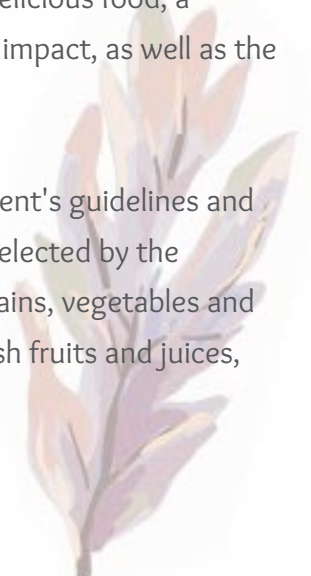 elicious food, a
impact, as well as the
ent's guidelines and
elected by the
ains, vegetables and
sh fruits and juices,